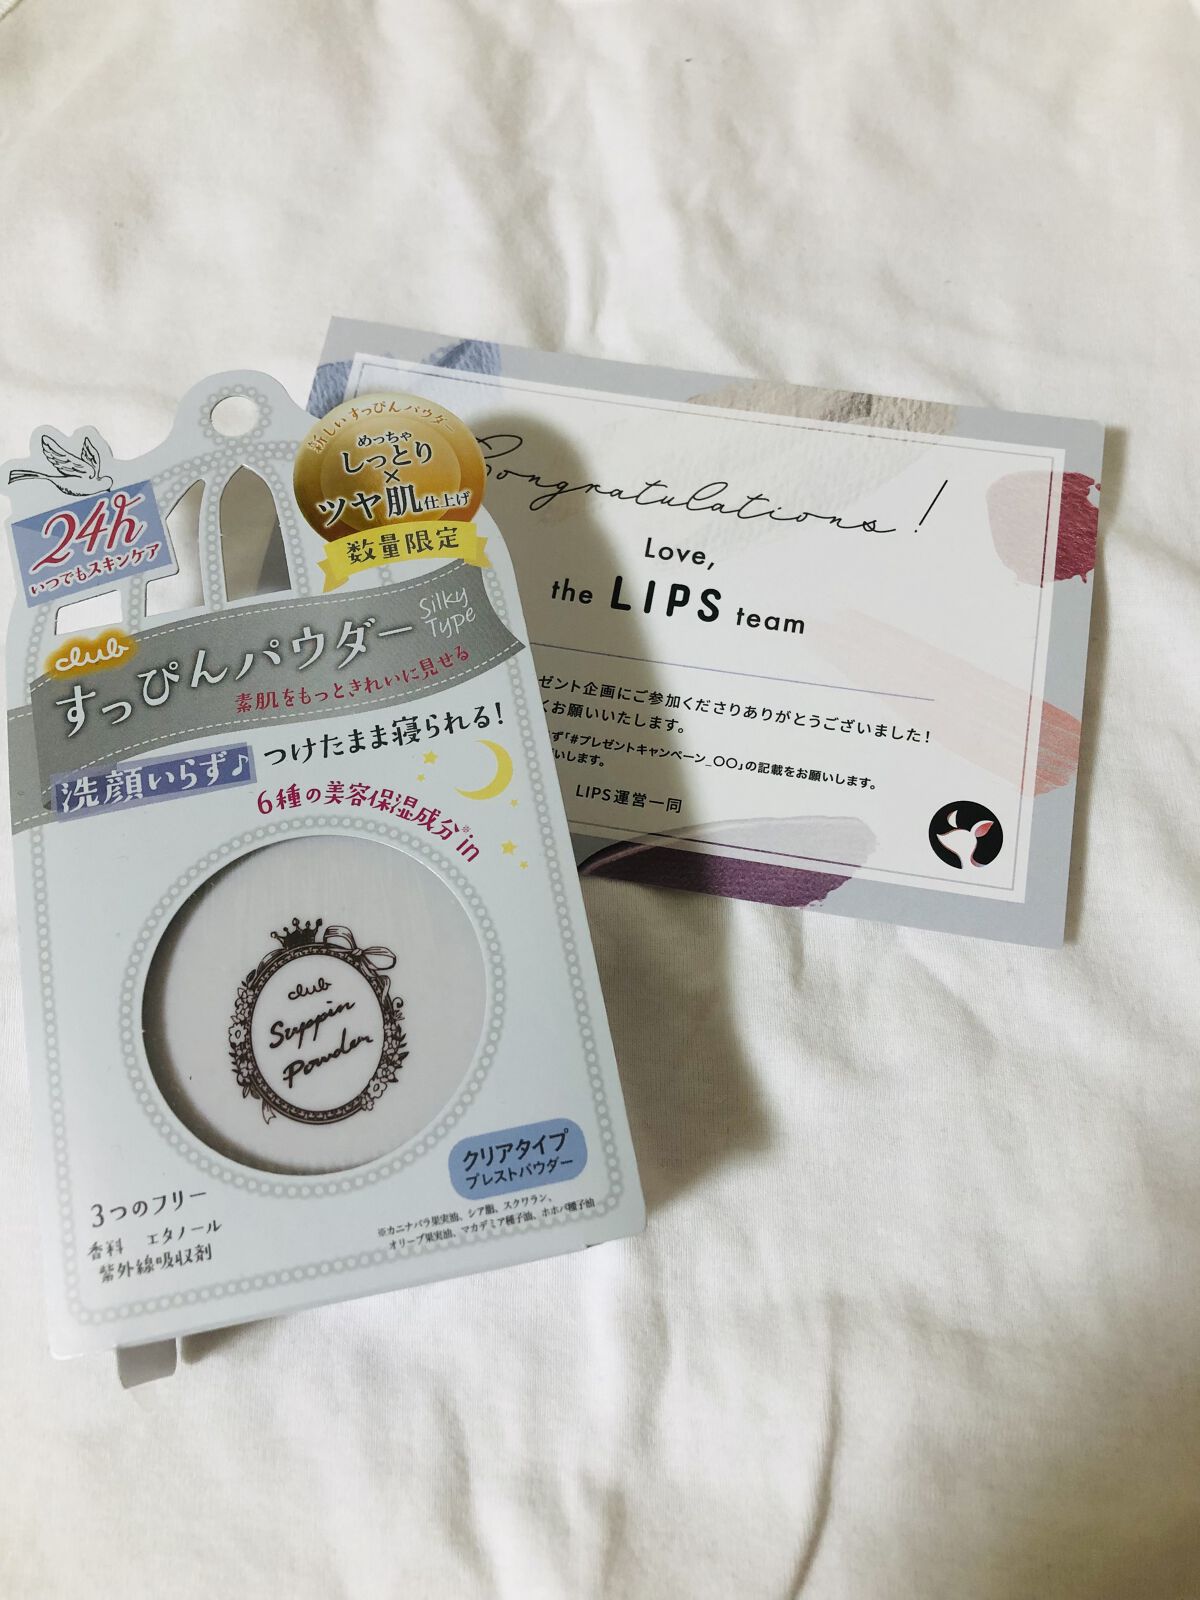 新しいすっぴんパウダー
めっちゃ
しっとり
×
ツヤ肌仕上げ
数量限定
24h
いつでもスキンケア
club
すっぴんパウダー
Silky
Type
素肌をもっときれいに見せる
洗顔いらず♪
つけたまま寝られる!
6種の美容保湿成分※in
club
Suppin
Powder
クリアタイプ
プレストパウダー
3つのフリー
香料 エタノール
紫外線吸収剤
※カニナバラ果実油、シア脂、スクワラン、
オリーブ果実油、マカデミア種子油、ホホバ種子油
Congratulations!
Love,
the LIPS team
ゼント企画にご参加くださりありがとうございました!
くお願いいたします。
ず「#プレゼントキャンペーン_〇〇」の記載をお願いします。
いします。
LIPS運営一同